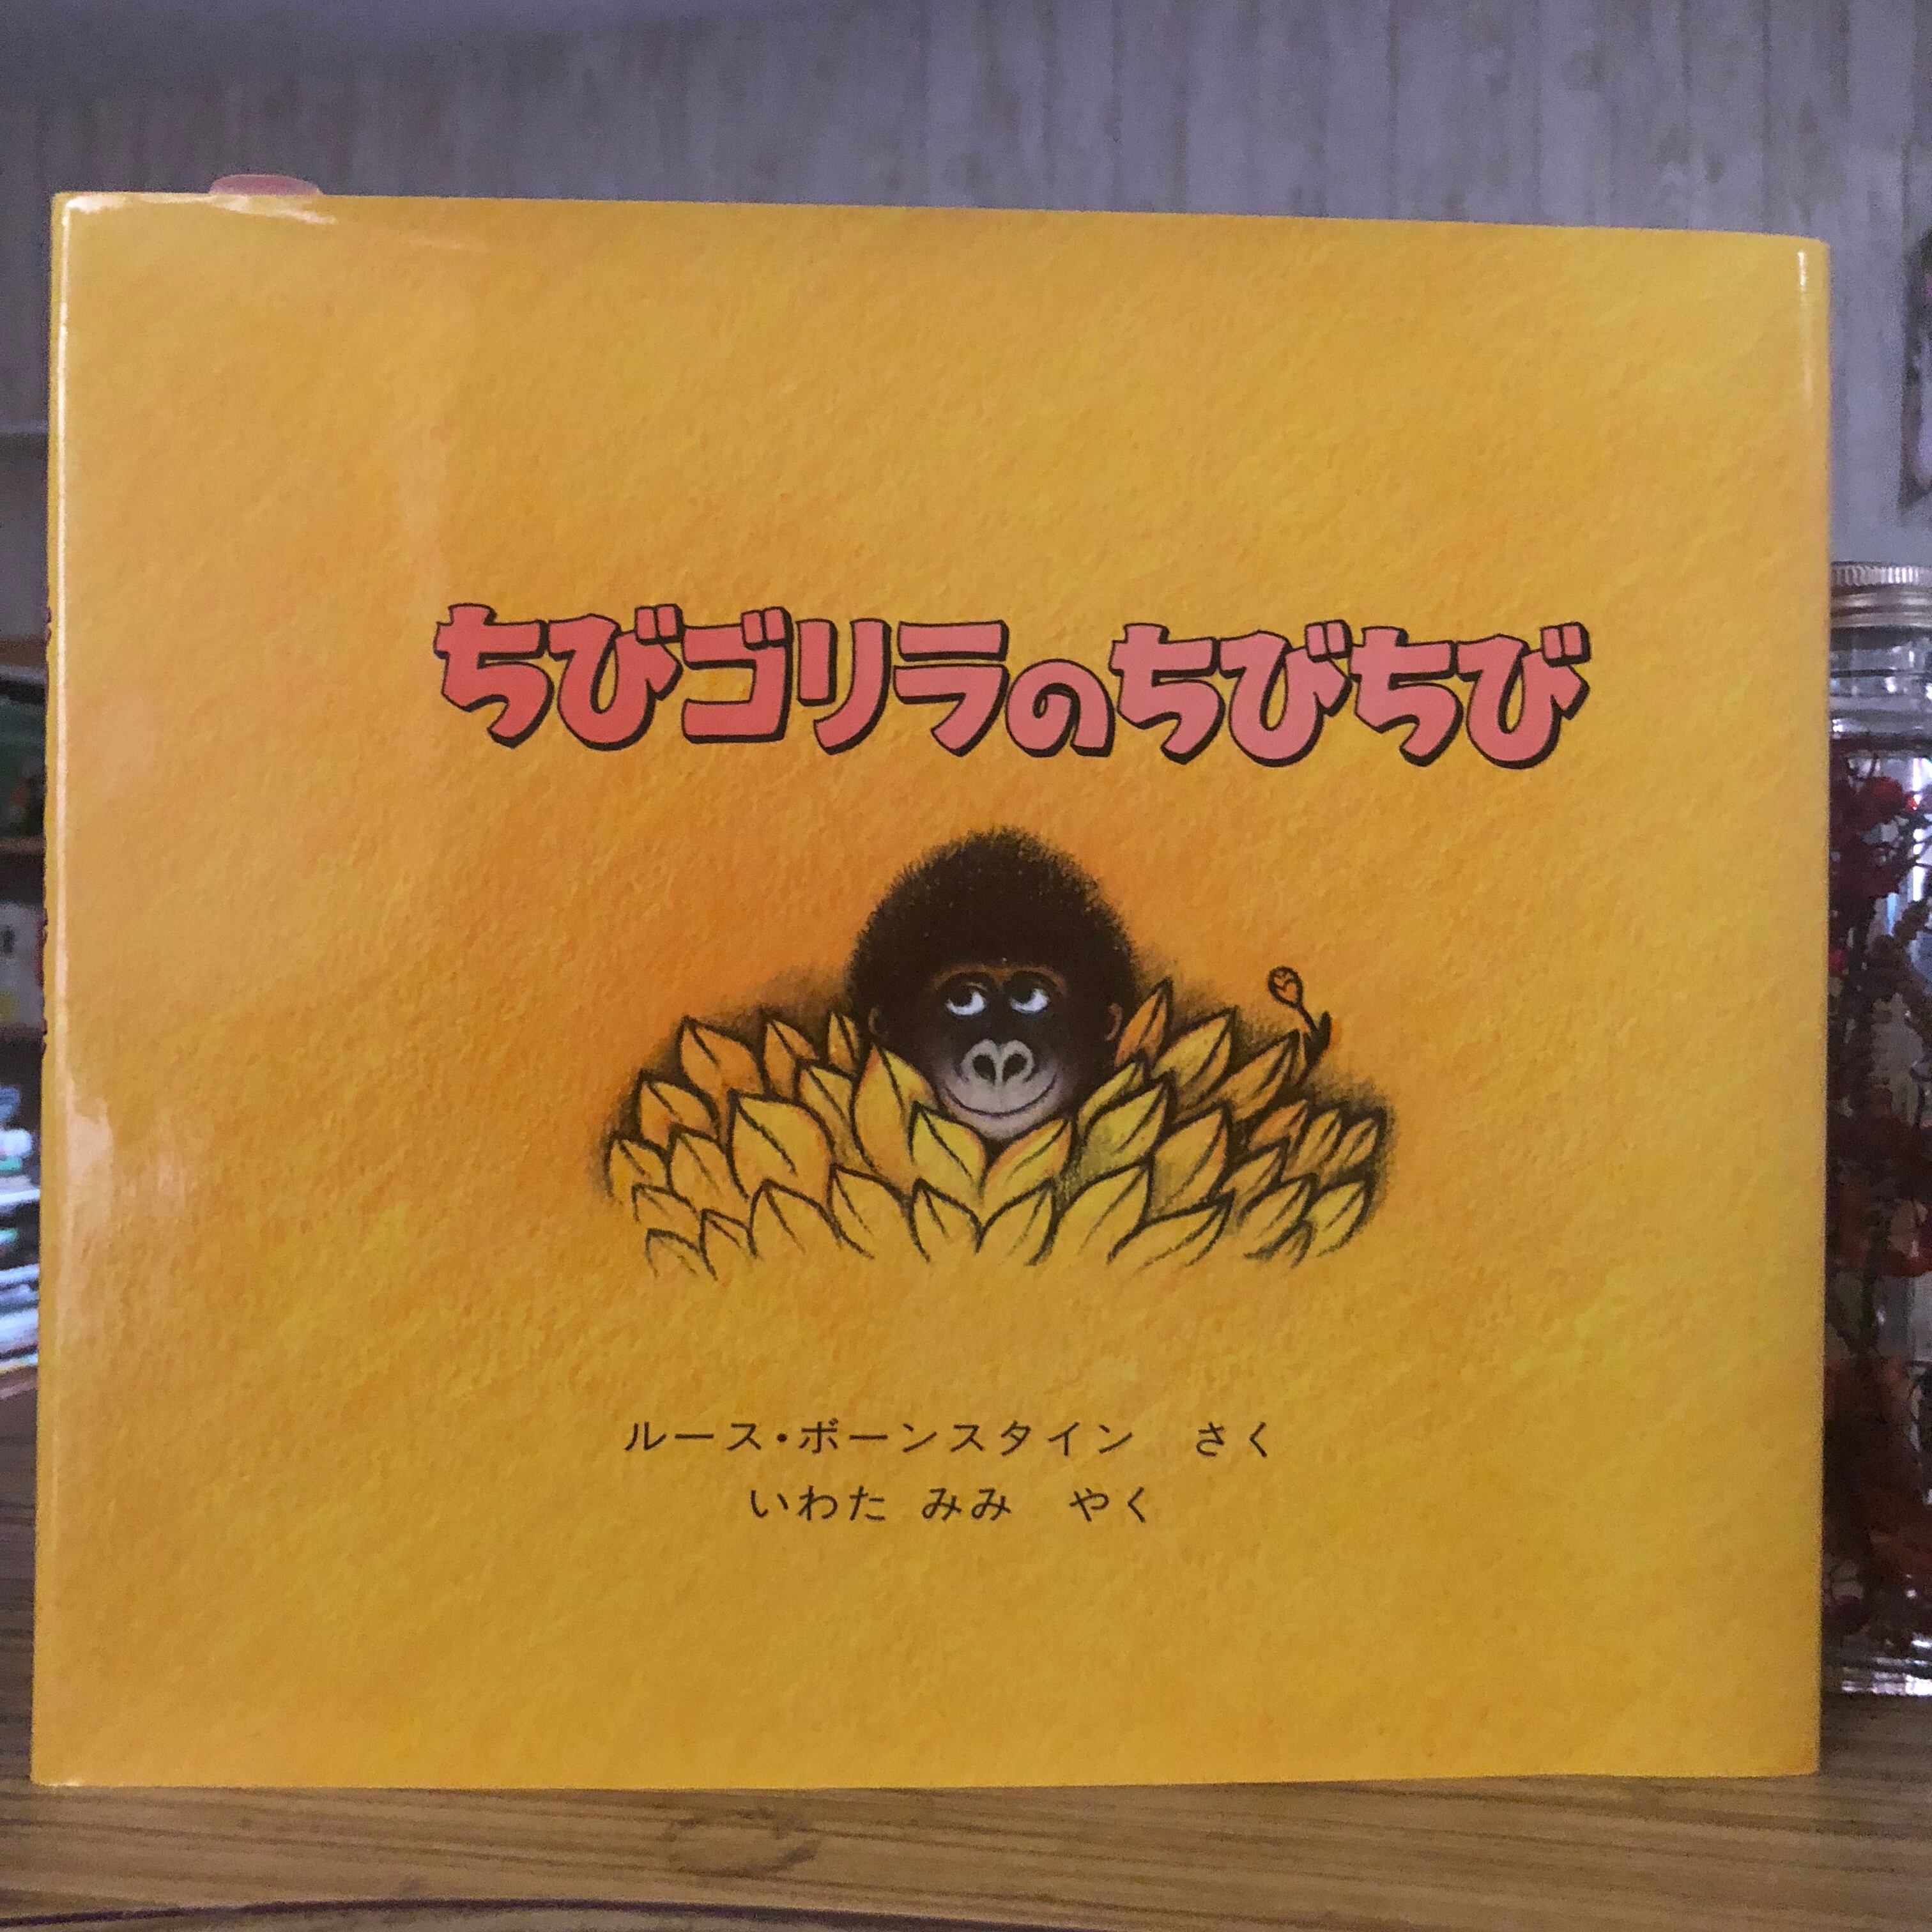 ちびゴリラのちびちび
ルース・ボーンスタイン　さく
いわた みみ　やく